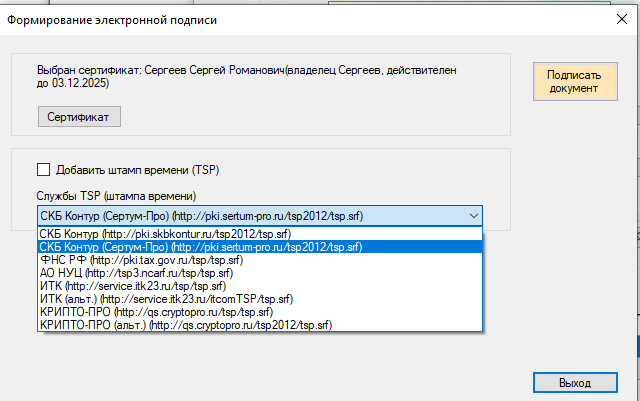 Формирование электронной подписи
Выбран сертификат: Сергеев Сергей Романович(владелец Сергеев, действителен
до 03.12.2025)
Подписать
документ
Сертификат
Добавить штамп времени (TSP)
Службы TSP (штампа времени)
СКБ Контур (Сертум-Про) (http://pki.sertum-pro.ru/tsp2012/tsp.srf)
СКБ Контур (http://pki.skbkontur.ru/tsp2012/tsp.srf)
СКБ Контур (Сертум-Про) (http://pki.sertum-pro.ru/tsp2012/tsp.srf)
ФНС РФ (http://pki.tax.gov.ru/tsp/tsp.srf)
АО НУЦ (http://tsp3.ncarf.ru/tsp/tsp.srf)
ИТК (http://service.itk23.ru/tsp/tsp.srf)
ИТК (альт.) (http://service.itk23.ru/itcomTSP/tsp.srf)
КРИПТО-ПРО (http://qs.cryptopro.ru/tsp/tsp.srf)
КРИПТО-ПРО (альт.) (http://qs.cryptopro.ru/tsp2012/tsp.srf)
Выход